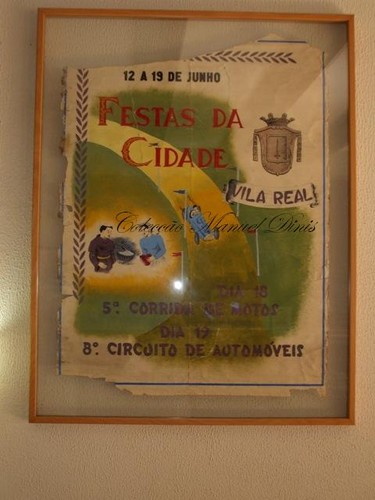 12 A 19 DE JUNHO
FESTAS DA
CIDADE
VILA REAL
Colecção Manuel Dinis
DIA 18
5ª. CORRIDA DE MOTOS
DIA 19
8º. CIRCUITO DE AUTOMÓVEIS